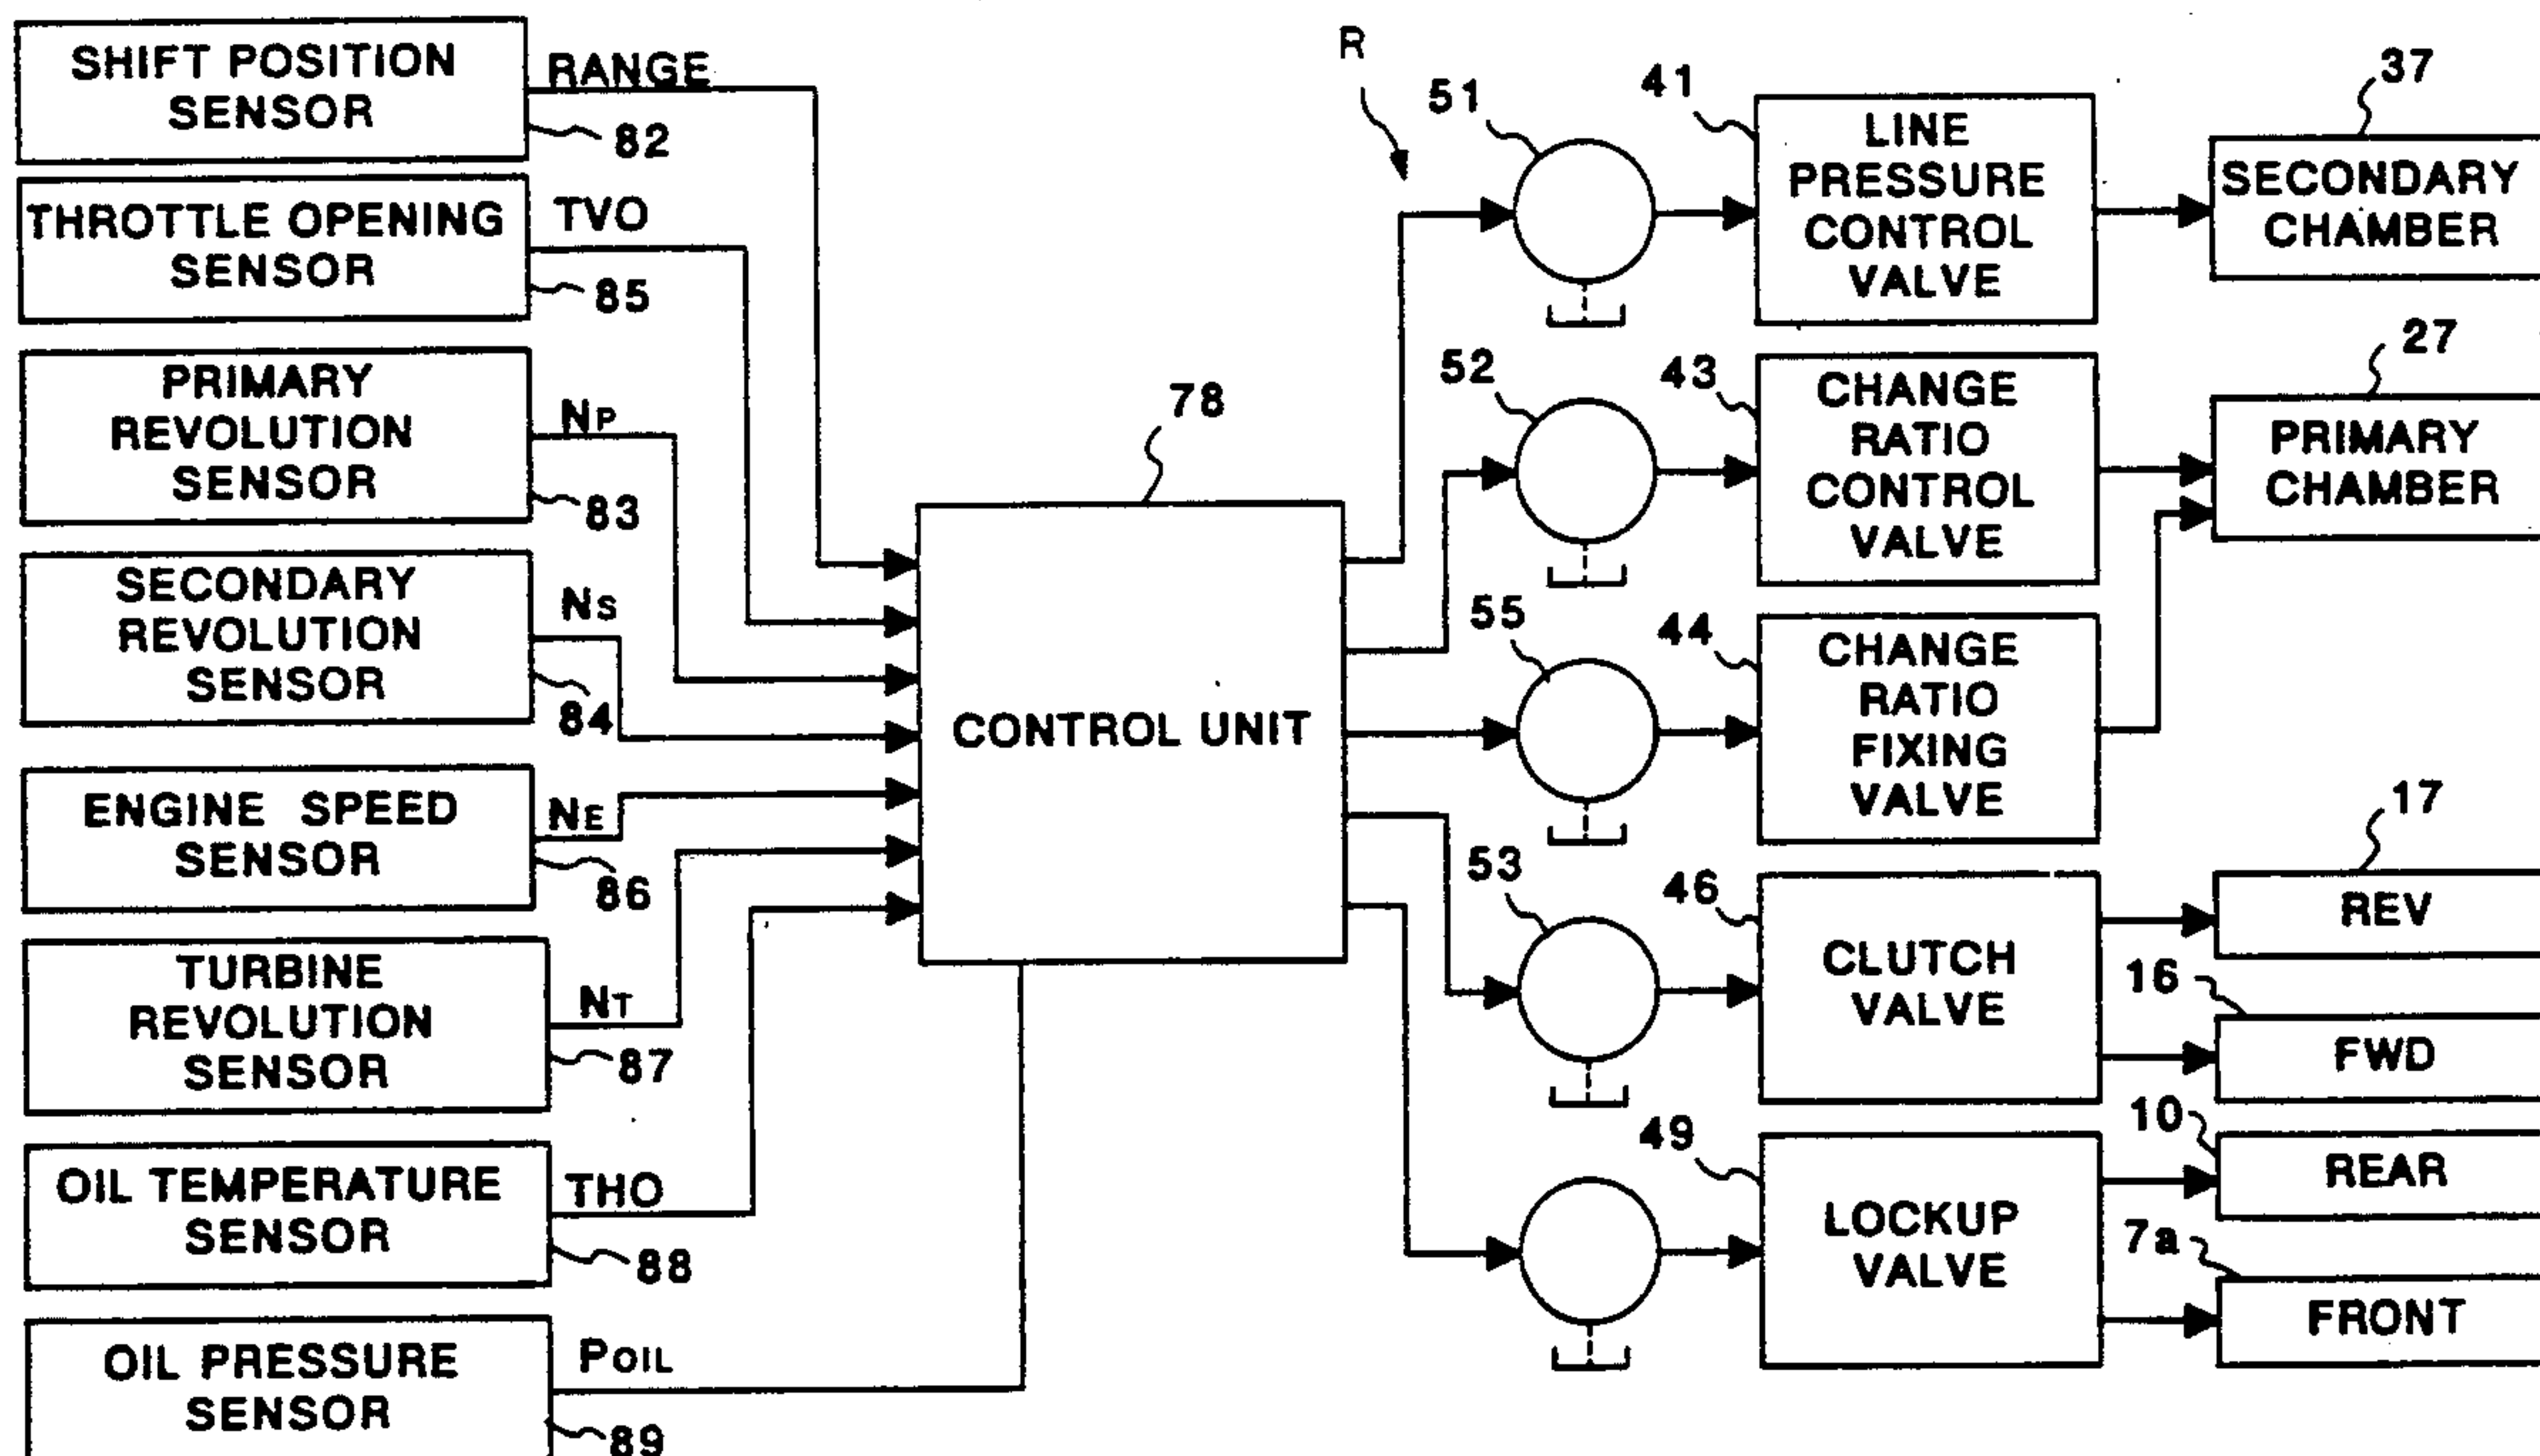 SHIFT POSITION
SENSOR
RANGE
82
THROTTLE OPENING
SENSOR
TVO
85
PRIMARY
REVOLUTION
SENSOR
NP
83
SECONDARY
REVOLUTION
SENSOR
NS
84
ENGINE SPEED
SENSOR
NE
86
TURBINE
REVOLUTION
SENSOR
NT
87
OIL TEMPERATURE
SENSOR
THO
88
OIL PRESSURE
SENSOR
POIL
89
78
CONTROL UNIT
R
51
41
LINE
PRESSURE
CONTROL
VALVE
37
SECONDARY
CHAMBER
52
43
CHANGE
RATIO
CONTROL
VALVE
27
PRIMARY
CHAMBER
55
44
CHANGE
RATIO
FIXING
VALVE
53
46
CLUTCH
VALVE
17
REV
16
FWD
49
LOCKUP
VALVE
10
REAR
7a
FRONT